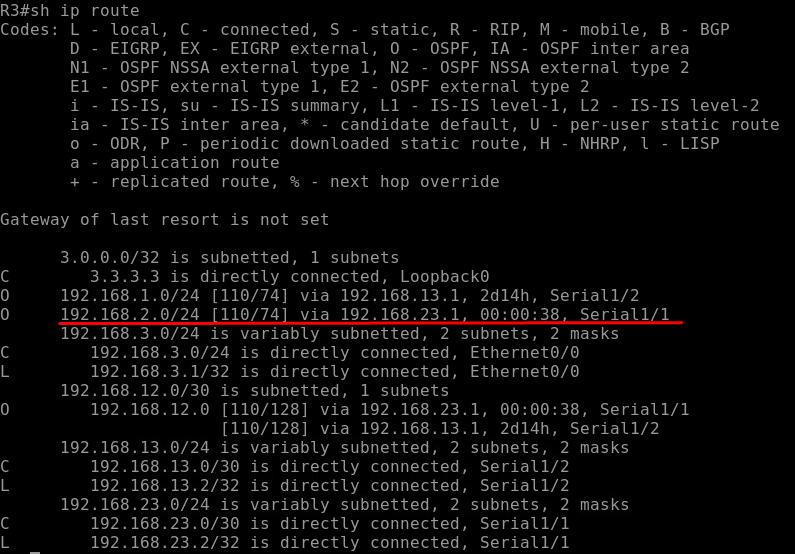 R3#sh ip route
Codes: L - local, C - connected, S - static, R - RIP, M - mobile, B - BGP
       D - EIGRP, EX - EIGRP external, O - OSPF, IA - OSPF inter area
       N1 - OSPF NSSA external type 1, N2 - OSPF NSSA external type 2
       E1 - OSPF external type 1, E2 - OSPF external type 2
       i - IS-IS, su - IS-IS summary, L1 - IS-IS level-1, L2 - IS-IS level-2
       ia - IS-IS inter area, * - candidate default, U - per-user static route
       o - ODR, P - periodic downloaded static route, H - NHRP, l - LISP
       a - application route
       + - replicated route, % - next hop override

Gateway of last resort is not set

      3.0.0.0/32 is subnetted, 1 subnets
C        3.3.3.3 is directly connected, Loopback0
O     192.168.1.0/24 [110/74] via 192.168.13.1, 2d14h, Serial1/2
O     192.168.2.0/24 [110/74] via 192.168.23.1, 00:00:38, Serial1/1
      192.168.3.0/24 is variably subnetted, 2 subnets, 2 masks
C        192.168.3.0/24 is directly connected, Ethernet0/0
L        192.168.3.1/32 is directly connected, Ethernet0/0
      192.168.12.0/30 is subnetted, 1 subnets
O        192.168.12.0 [110/128] via 192.168.23.1, 00:00:38, Serial1/1
                      [110/128] via 192.168.13.1, 2d14h, Serial1/2
      192.168.13.0/24 is variably subnetted, 2 subnets, 2 masks
C        192.168.13.0/30 is directly connected, Serial1/2
L        192.168.13.2/32 is directly connected, Serial1/2
      192.168.23.0/24 is variably subnetted, 2 subnets, 2 masks
C        192.168.23.0/30 is directly connected, Serial1/1
L        192.168.23.2/32 is directly connected, Serial1/1